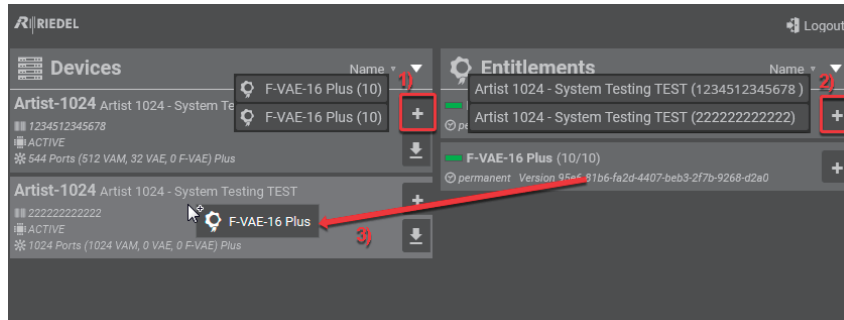 RIEDEL
Logout
Devices
Name
1)
F-VAE-16 Plus (10)
F-VAE-16 Plus (10)
Artist-1024 Artist 1024 - System Te
1234512345678
ACTIVE
544 Ports (512 VAM, 32 VAE, 0 F-VAE) Plus
Artist-1024 Artist 1024 - System Testing TEST
222222222222
ACTIVE
1024 Ports (1024 VAM, 0 VAE, 0 F-VAE) Plus
F-VAE-16 Plus
3)
Entitlements
Name
2)
Artist 1024 - System Testing TEST (1234512345678 )
Artist 1024 - System Testing TEST (222222222222)
F-VAE-16 Plus (10/10)
permanent Version 95e6-81b6-fa2d-4407-beb3-2f7b-9268-d2a0